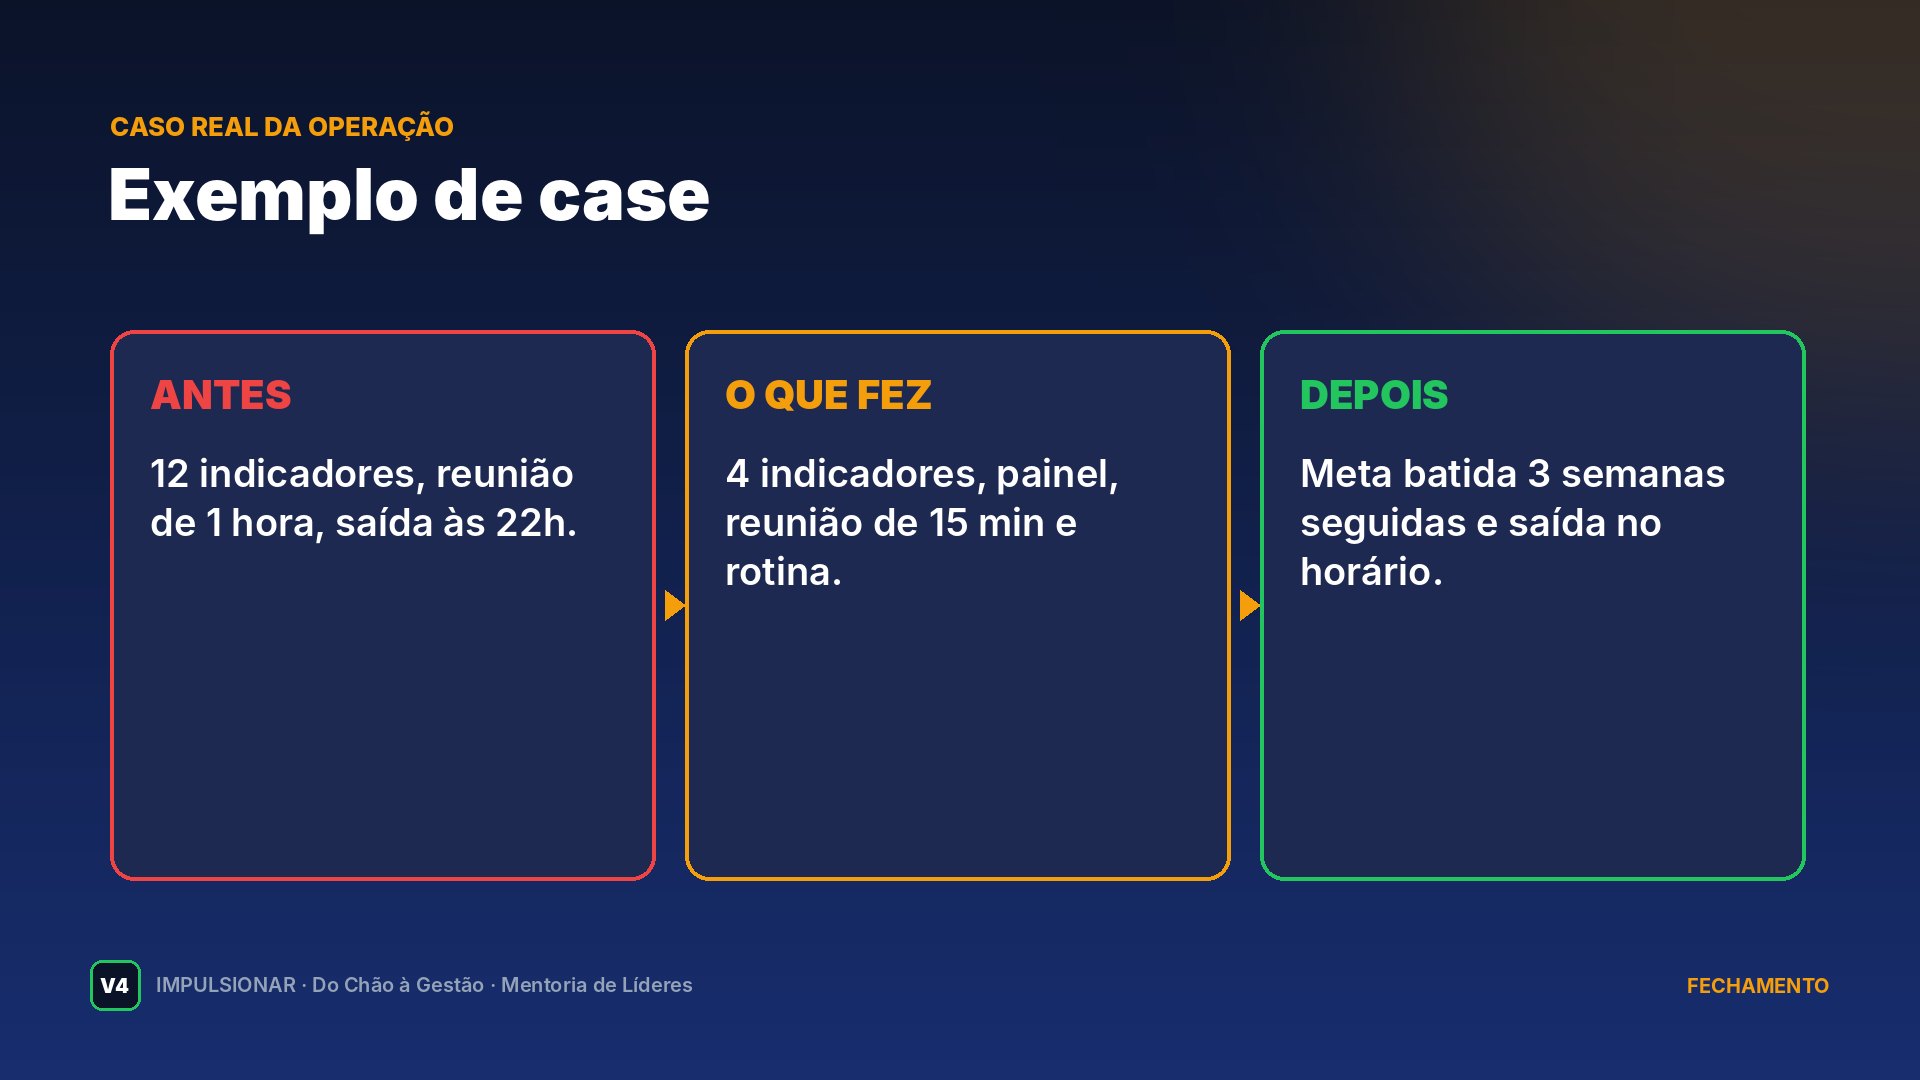 CASO REAL DA OPERAÇÃO
Exemplo de case
ANTES
12 indicadores, reunião
de 1 hora, saída às 22h.
O QUE FEZ
4 indicadores, painel,
reunião de 15 min e
rotina.
DEPOIS
Meta batida 3 semanas
seguidas e saída no
horário.
V4
IMPULSIONAR · Do Chão à Gestão · Mentoria de Líderes
FECHAMENTO